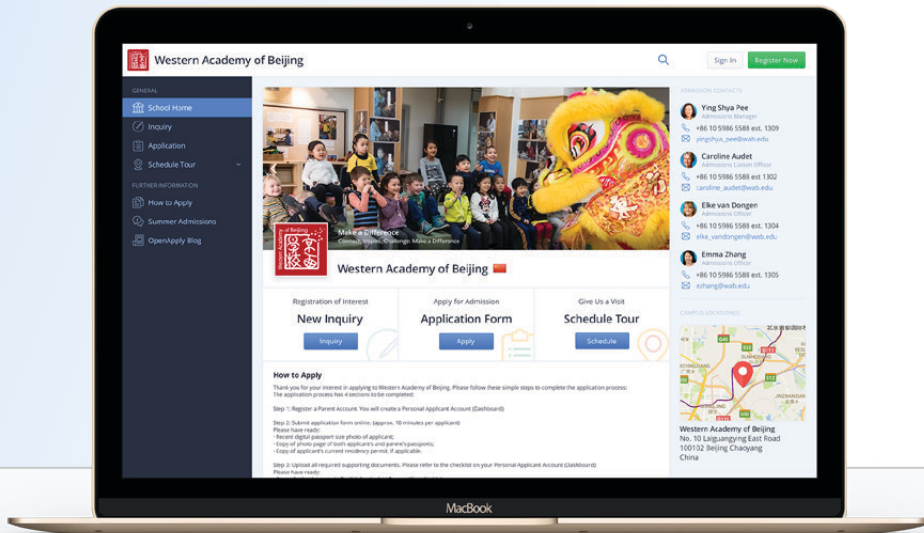 Western Academy of Beijing
Sign In
Register Now
GENERAL
School Home
Inquiry
Application
Schedule Tour
FURTHER INFORMATION
How to Apply
Summer Admissions
OpenApply Blog
Make a Difference
Connect, Inspire, Challenge: Make a Difference
Western Academy of Beijing
Western Academy of Beijing
Registration of Interest
New Inquiry
Inquiry
Apply for Admission
Application Form
Apply
Give Us a Visit
Schedule Tour
Schedule
How to Apply
Thank you for your interest in applying to Western Academy of Beijing. Please follow these simple steps to complete the application process:
The application process has 4 sections to be completed:
Step 1: Register a Parent Account. You will create a Personal Applicant Account (Dashboard)
Step 2: Submit application form online. (approx. 10 minutes per applicant)
Please have ready:
- Recent digital passport size photo of applicant;
- Copy of photo page of both applicant's and parent's passports;
- Copy of applicant's current residency permit, if applicable.
Step 3: Upload all required supporting documents. Please refer to the checklist on your Personal Applicant Account (Dashboard)
Please have ready:
ADMISSION CONTACTS
Ying Shya Pee
Admissions Manager
+86 10 5986 5588 est. 1309
yingshya_pee@wab.edu
Caroline Audet
Admissions Liaison Officer
+86 10 5986 5588 est 1302
caroline_audet@wab.edu
Elke van Dongen
Admissions Officer
+86 10 5986 5588 est. 1304
elke_vandongen@wab.edu
Emma Zhang
Admissions Officer
+86 10 5986 5588 est. 1305
ezhang@wab.edu
CAMPUS LOCATIONS
Western Academy of Beijing
No. 10 Laiguangying East Road
100102 Beijing Chaoyang
China
MacBook